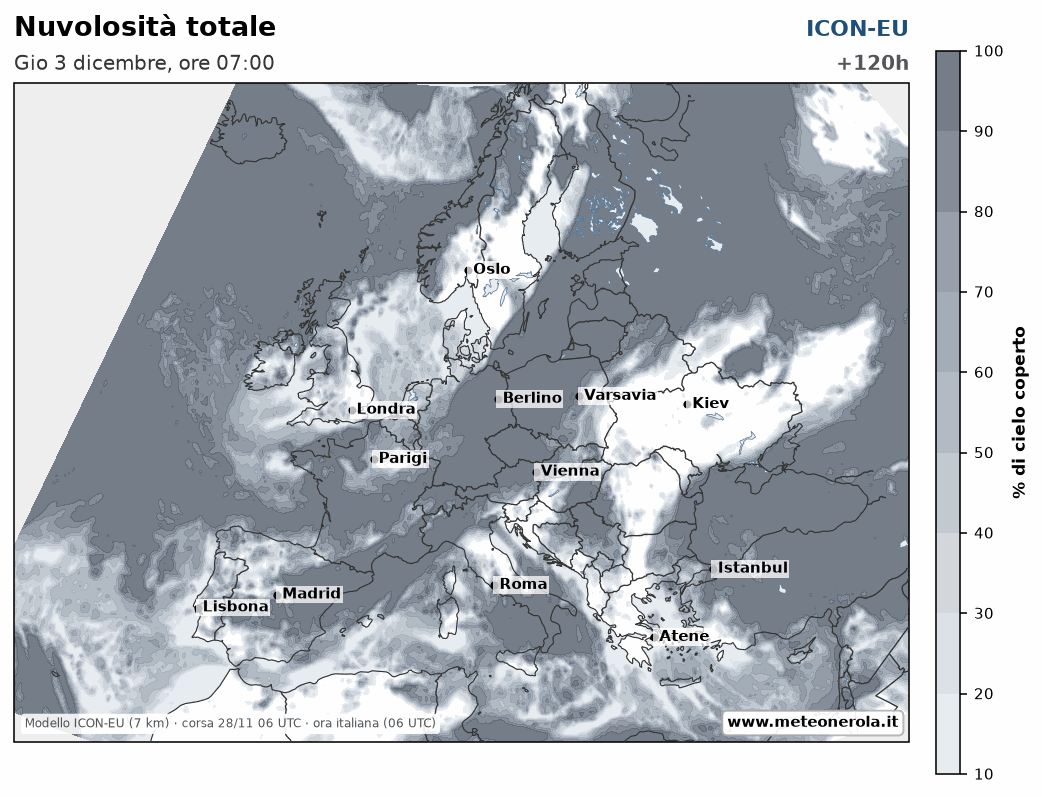 Nuvolosità totale
ICON-EU
Gio 3 dicembre, ore 07:00
+120h
100
90
80
70
60
50
40
30
20
10
% di cielo coperto
Oslo
Londra
Berlino
Varsavia
Kiev
Parigi
Vienna
Istanbul
Roma
Madrid
Lisbona
Atene
Modello ICON-EU (7 km) · corsa 28/11 06 UTC · ora italiana (06 UTC)
www.meteonerola.it